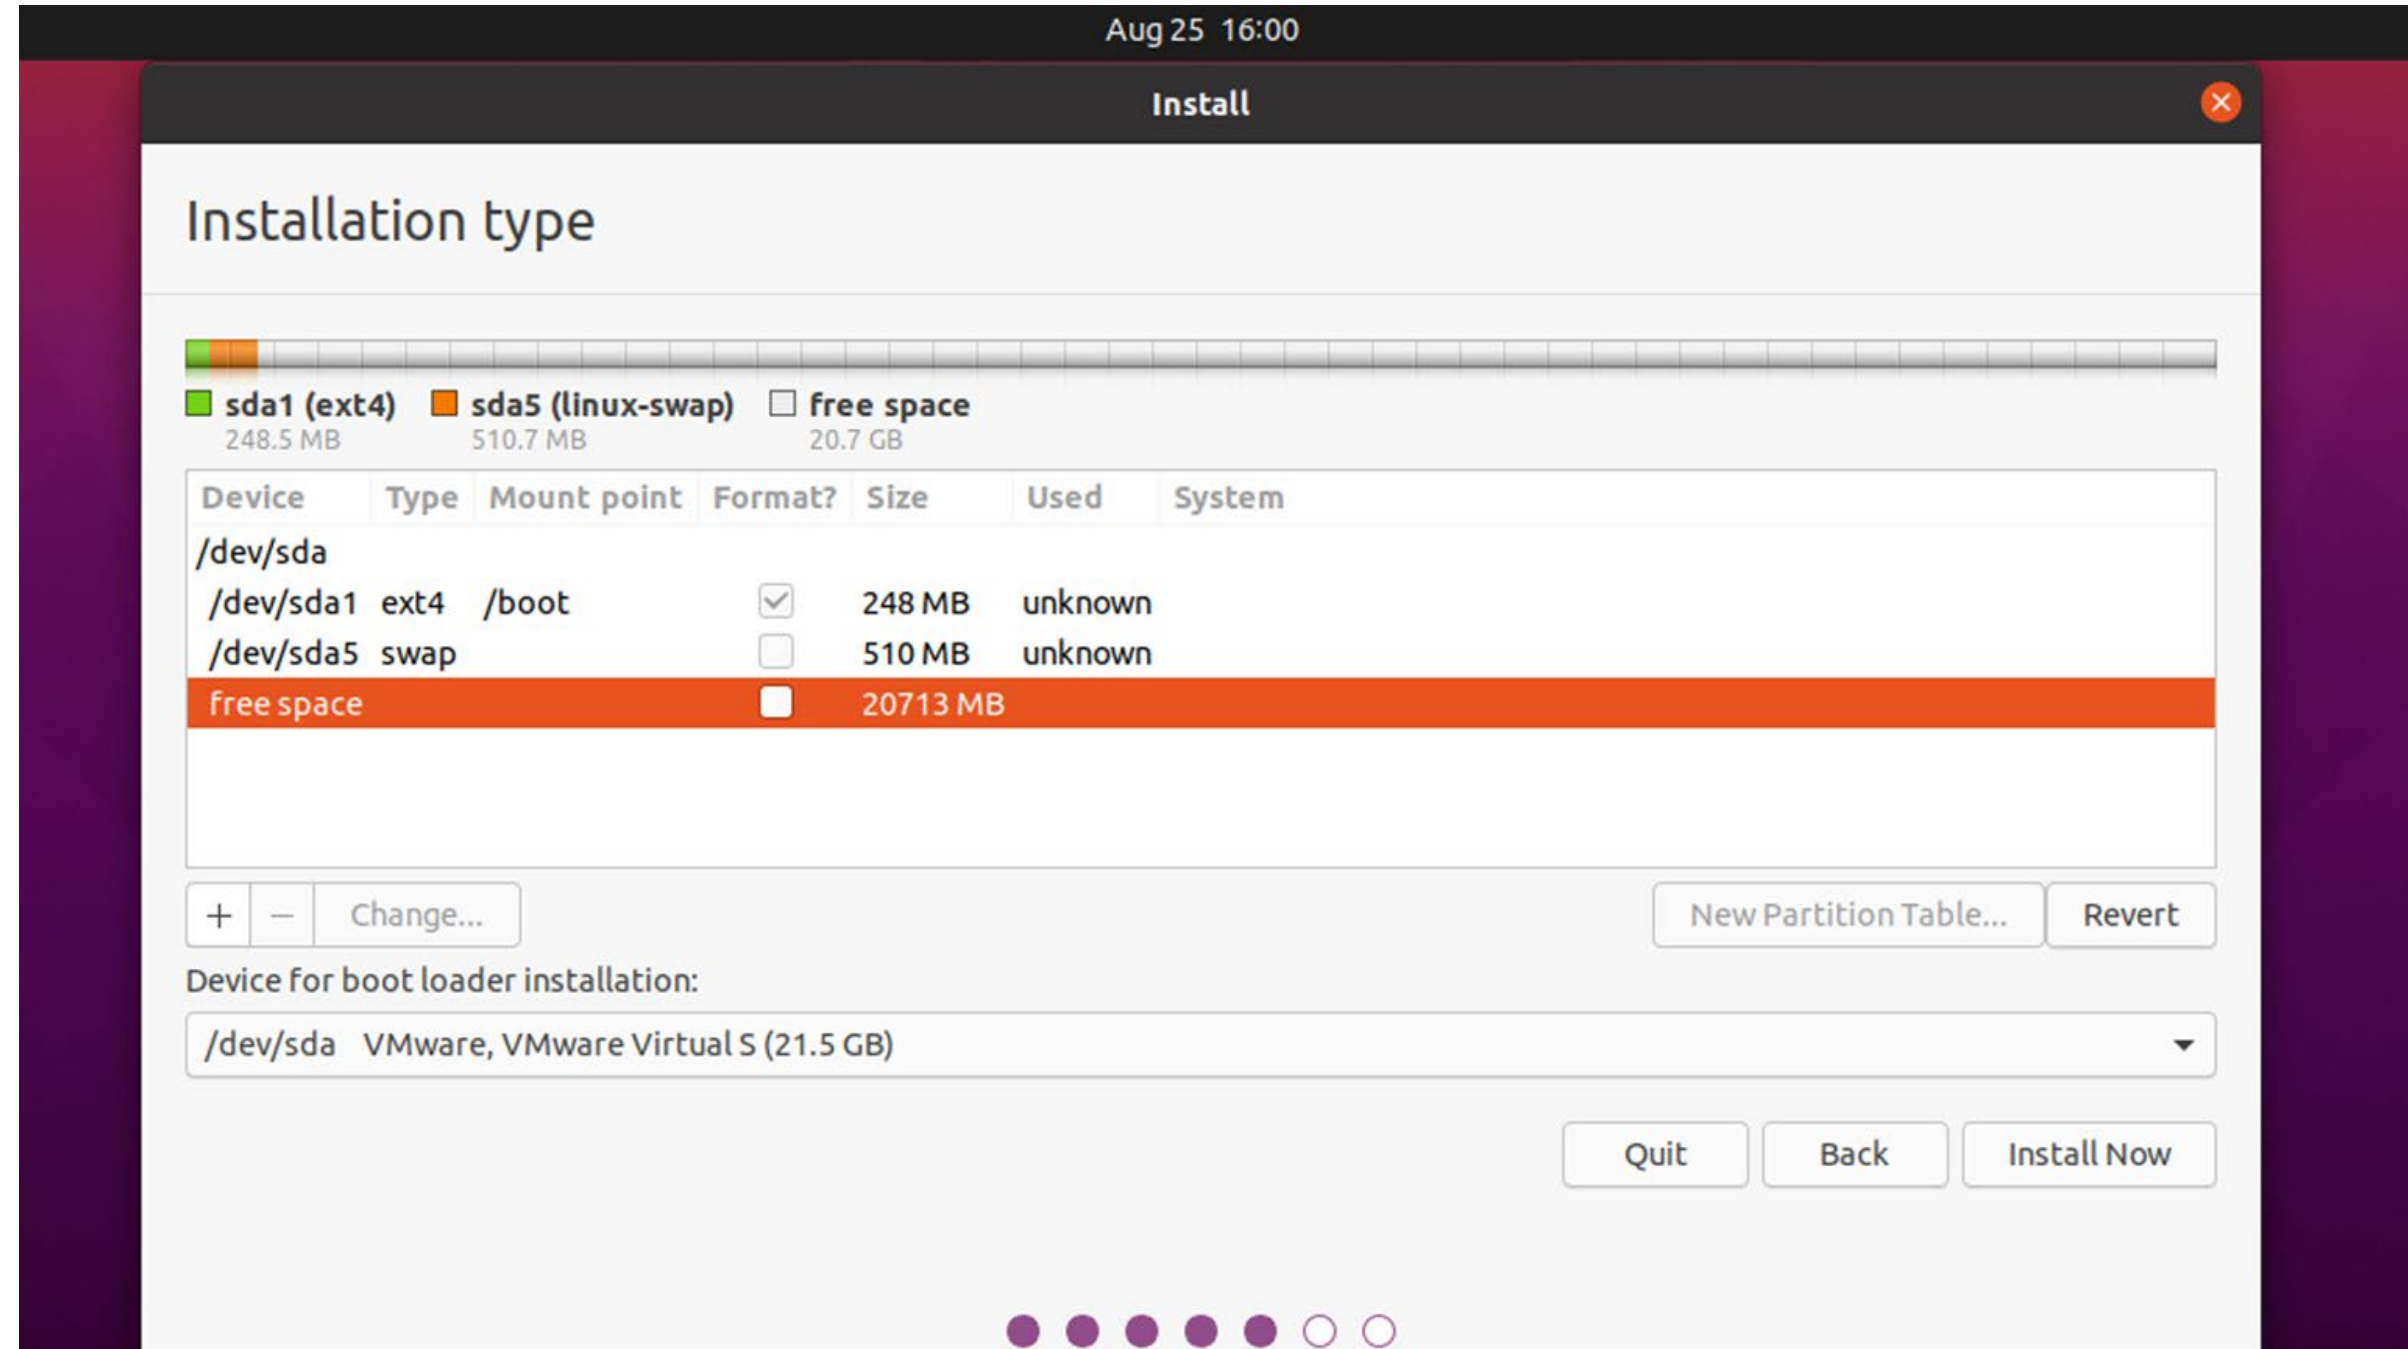 Aug 25 16:00
Install
Installation type
sda1 (ext4) sda5 (linux-swap) free space
248.5 MB 510.7 MB 20.7 GB
Device Type Mount point Format? Size Used System
/dev/sda
/dev/sda1 ext4 /boot 248 MB unknown
/dev/sda5 swap 510 MB unknown
free space 20713 MB
+ − Change... New Partition Table... Revert
Device for boot loader installation:
/dev/sda VMware, VMware Virtual S (21.5 GB)
Quit Back Install Now